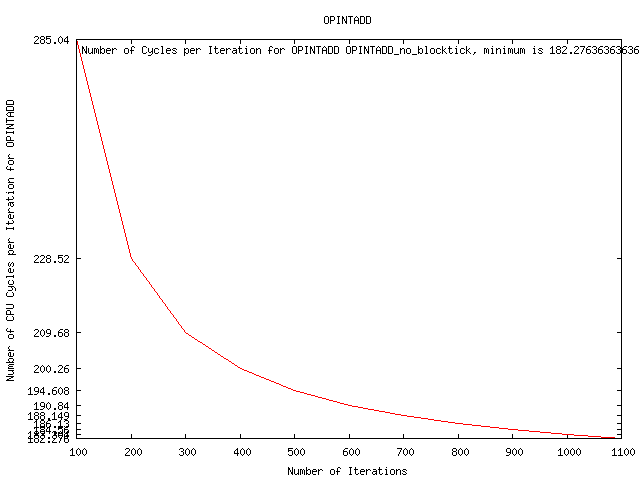 OPINTADD
285.04
Number of Cycles per Iteration for OPINTADD OPINTADD_no_blocktick, minimum is 182.27636363636
Number of CPU Cycles per Iteration for OPINTADD
228.52
209.68
200.26
194.608
190.84
188.149
186.13
182.276
100 200 300 400 500 600 700 800 900 1000 1100
Number of Iterations